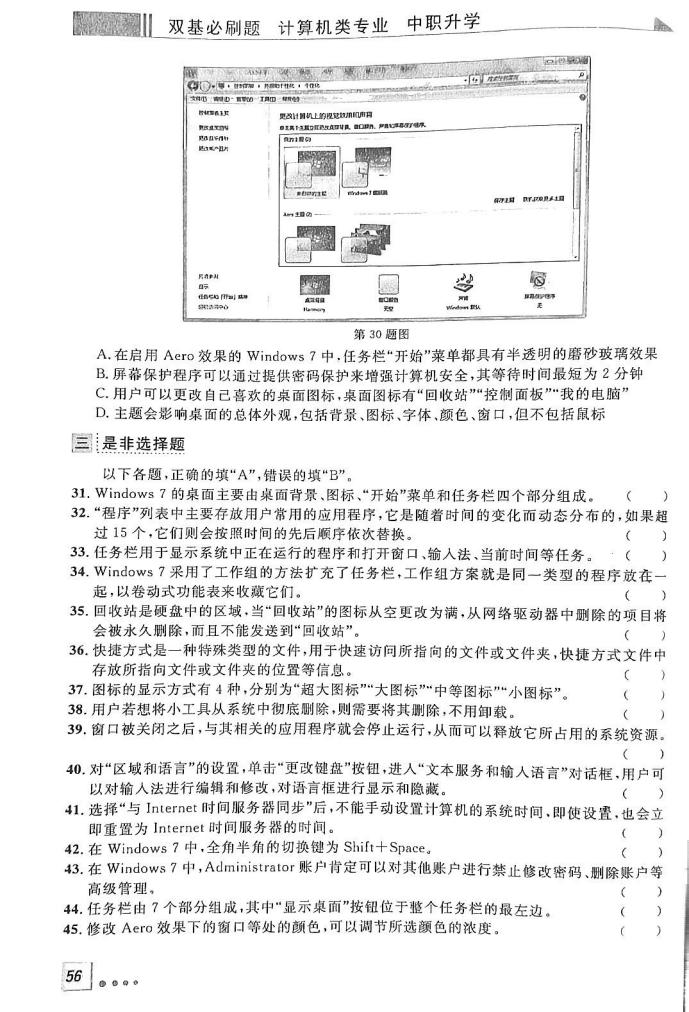 双基必刷题 计算机类专业 中职升学
更改计算机上的视觉效果和声音
我的主题(2)
Windows 7
Aero 主题(7)
桌面背景
Harmony
窗口颜色
天空
声音
Windows 默认
屏幕保护程序
无
第 30 题图
A. 在启用 Aero 效果的 Windows 7 中,任务栏“开始”菜单都具有半透明的磨砂玻璃效果
B. 屏幕保护程序可以通过提供密码保护来增强计算机安全,其等待时间最短为 2 分钟
C. 用户可以更改自己喜欢的桌面图标,桌面图标有“回收站”“控制面板”“我的电脑”
D. 主题会影响桌面的总体外观,包括背景、图标、字体、颜色、窗口,但不包括鼠标
三 是非选择题
以下各题,正确的填“A”,错误的填“B”。
31. Windows 7 的桌面主要由桌面背景、图标、“开始”菜单和任务栏四个部分组成。 ( )
32. “程序”列表中主要存放用户常用的应用程序,它是随着时间的变化而动态分布的,如果超
过 15 个,它们则会按照时间的先后顺序依次替换。 ( )
33. 任务栏用于显示系统中正在运行的程序和打开窗口、输入法、当前时间等任务。 ( )
34. Windows 7 采用了工作组的方法扩充了任务栏,工作组方案就是同一类型的程序放在一
起,以卷动式功能表来收藏它们。 ( )
35. 回收站是硬盘中的区域,当“回收站”的图标从空更改为满,从网络驱动器中删除的项目将
会被永久删除,而且不能发送到“回收站”。 ( )
36. 快捷方式是一种特殊类型的文件,用于快速访问所指向的文件或文件夹,快捷方式文件中
存放所指向文件或文件夹的位置等信息。 ( )
37. 图标的显示方式有 4 种,分别为“超大图标”“大图标”“中等图标”“小图标”。 ( )
38. 用户若想将小工具从系统中彻底删除,则需要将其删除,不用卸载。 ( )
39. 窗口被关闭之后,与其相关的应用程序就会停止运行,从而可以释放它所占用的系统资源。
( )
40. 对“区域和语言”的设置,单击“更改键盘”按钮,进入“文本服务和输入语言”对话框,用户可
以对输入法进行编辑和修改,对语言框进行显示和隐藏。 ( )
41. 选择“与 Internet 时间服务器同步”后,不能手动设置计算机的系统时间,即使设置,也会立
即重置为 Internet 时间服务器的时间。 ( )
42. 在 Windows 7 中,全角半角的切换键为 Shift+Space。 ( )
43. 在 Windows 7 中,Administrator 账户肯定可以对其他账户进行禁止修改密码、删除账户等
高级管理。 ( )
44. 任务栏由 7 个部分组成,其中“显示桌面”按钮位于整个任务栏的最左边。 ( )
45. 修改 Aero 效果下的窗口等处的颜色,可以调节所选颜色的浓度。 ( )
56